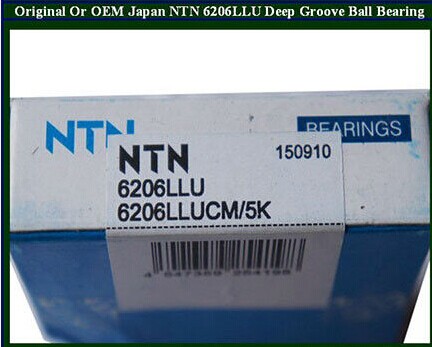 Original Or OEM Japan NTN 6206LLU Deep Groove Ball Bearing
NTN BEARINGS
NTN 150910
6206LLU
6206LLUCM/5K